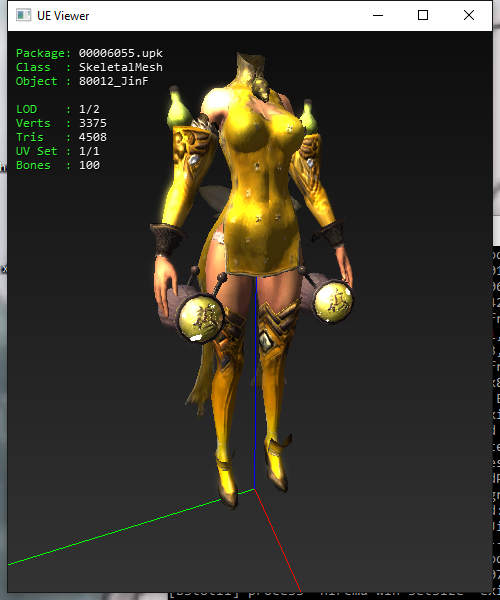 UE Viewer
Package: 00006055.upk
Class : SkeletalMesh
Object : 80012_JinF
LOD : 1/2
Verts : 3375
Tris : 4508
UV Set : 1/1
Bones : 100